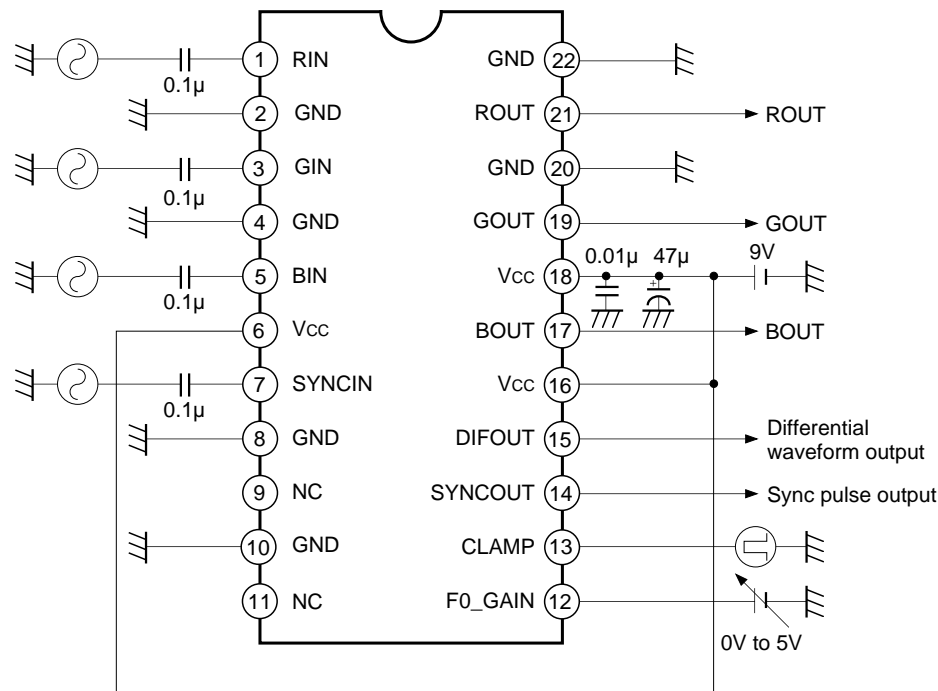 1 RIN
0.1µ
2 GND
3 GIN
0.1µ
4 GND
5 BIN
0.1µ
6 VCC
7 SYNCIN
0.1µ
8 GND
9 NC
10 GND
11 NC
GND 22
ROUT 21 ROUT
GND 20
GOUT 19 GOUT
0.01µ 47µ 9V
VCC 18
+
BOUT 17 BOUT
VCC 16
DIFOUT 15 Differential
waveform output
SYNCOUT 14 Sync pulse output
CLAMP 13
F0_GAIN 12
0V to 5V